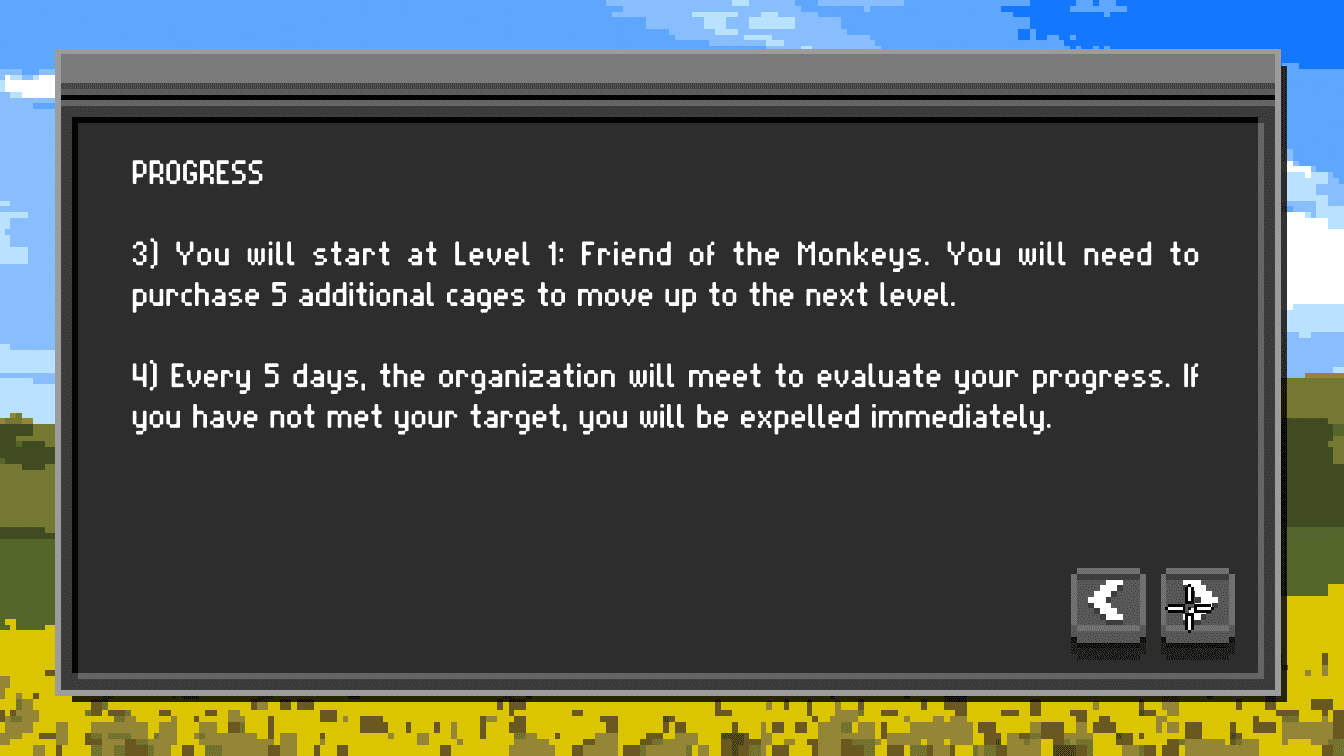 PROGRESS
3) You will start at Level 1: Friend of the Monkeys. You will need to
purchase 5 additional cages to move up to the next level.
4) Every 5 days, the organization will meet to evaluate your progress. If
you have not met your target, you will be expelled immediately.